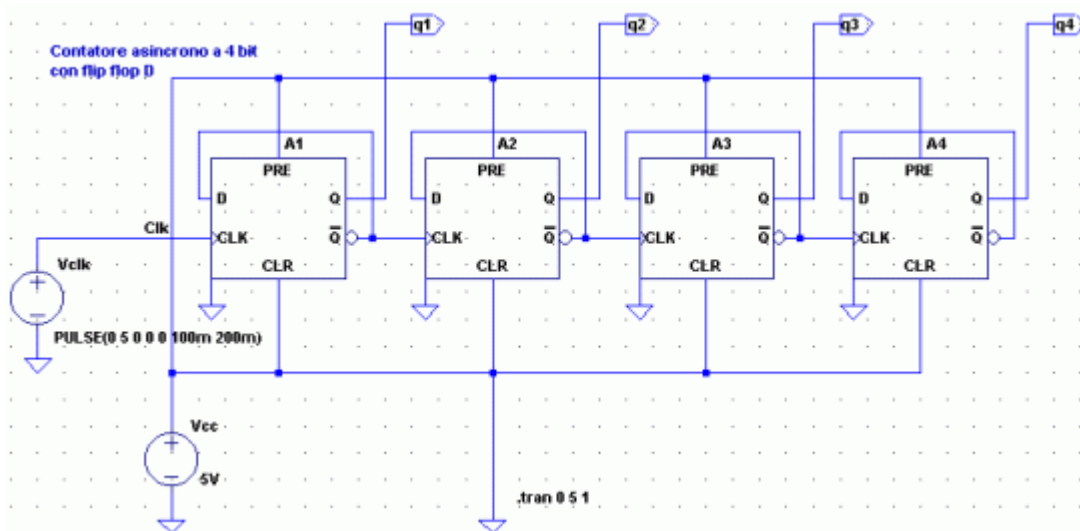 q1
q2
q3
q4
Contatore asincrono a 4 bit
con flip flop D
A1
A2
A3
A4
PRE
PRE
PRE
PRE
D
Q
D
Q
D
Q
D
Q
Clk
CLK
Q
CLK
Q
CLK
Q
CLK
Q
CLR
CLR
CLR
CLR
Vclk
PULSE(0 5 0 0 0 100m 200m)
Vcc
5V
.tran 0 5 1